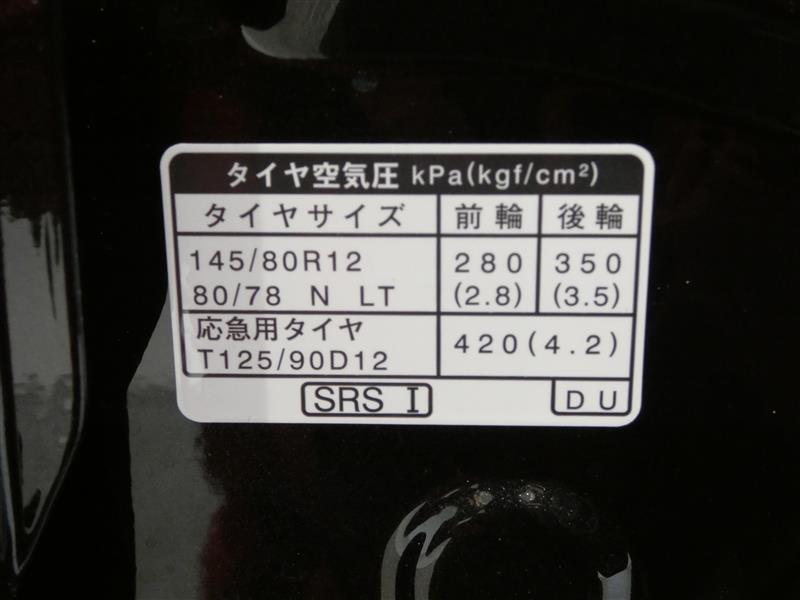 タイヤ空気圧 kPa(kgf/cm²)
タイヤサイズ 前輪 後輪
145/80R12 280 350
80/78 N LT (2.8) (3.5)
応急用タイヤ
T125/90D12 420(4.2)
SRS I DU